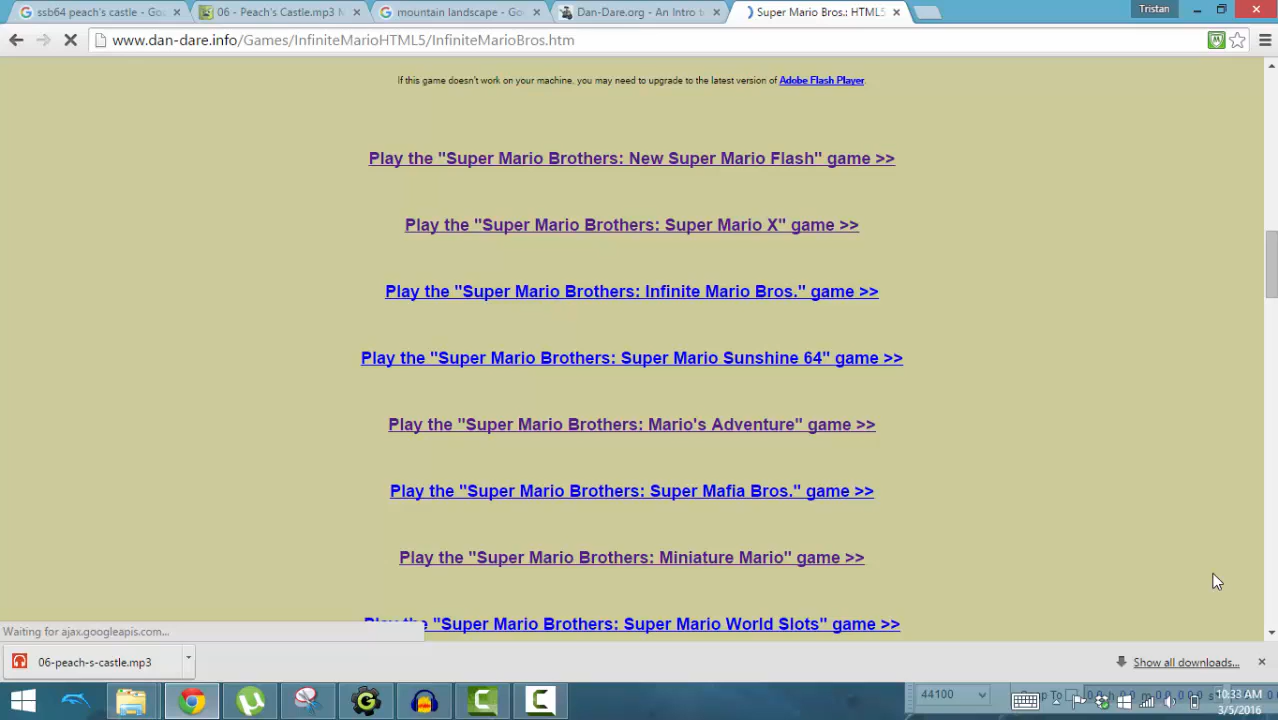 ssb64 peach's castle - Go
06 - Peach's Castle.mp3 M
mountain landscape - Go
Dan-Dare.org - An Intro to
Super Mario Bros.: HTML5
Tristan
www.dan-dare.info/Games/InfiniteMarioHTML5/InfiniteMarioBros.htm
If this game doesn't work on your machine, you may need to upgrade to the latest version of Adobe Flash Player.
Play the "Super Mario Brothers: New Super Mario Flash" game >>
Play the "Super Mario Brothers: Super Mario X" game >>
Play the "Super Mario Brothers: Infinite Mario Bros." game >>
Play the "Super Mario Brothers: Super Mario Sunshine 64" game >>
Play the "Super Mario Brothers: Mario's Adventure" game >>
Play the "Super Mario Brothers: Super Mafia Bros." game >>
Play the "Super Mario Brothers: Miniature Mario" game >>
Play the "Super Mario Brothers: Super Mario World Slots" game >>
Waiting for ajax.googleapis.com...
06-peach-s-castle.mp3
Show all downloads...
44100
10:33 AM
3/5/2016